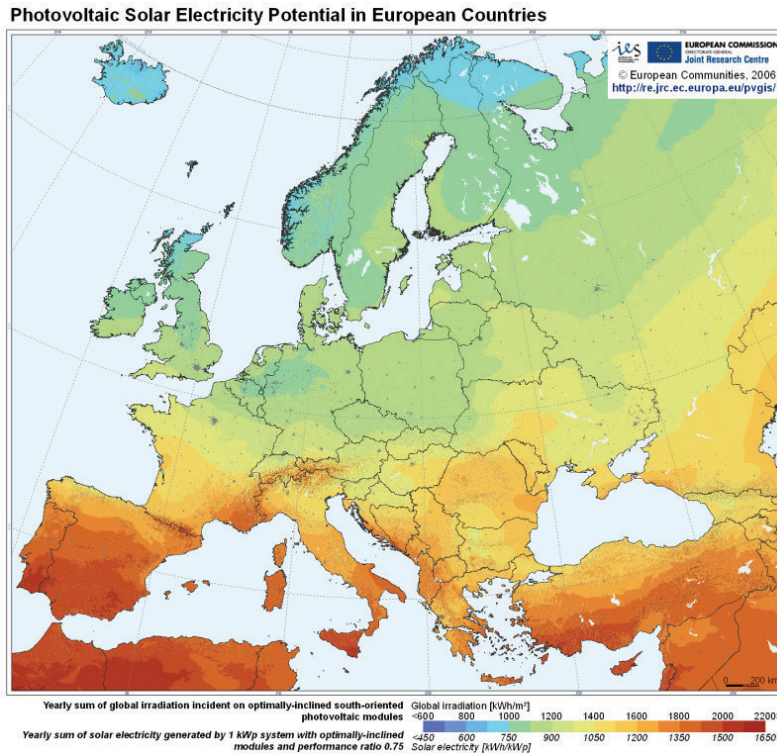 Photovoltaic Solar Electricity Potential in European Countries
ies
EUROPEAN COMMISSION
DIRECTORATE-GENERAL
Joint Research Centre
© European Communities, 2006
http://re.jrc.ec.europa.eu/pvgis/
0 200 km
Yearly sum of global irradiation incident on optimally-inclined south-oriented
photovoltaic modules
Yearly sum of solar electricity generated by 1 kWp system with optimally-inclined
modules and performance ratio 0.75
Global irradiation [kWh/m²]
<600 800 1000 1200 1400 1600 1800 2000 2200>
<450 600 750 900 1050 1200 1350 1500 1650>
Solar electricity [kWh/kWp]